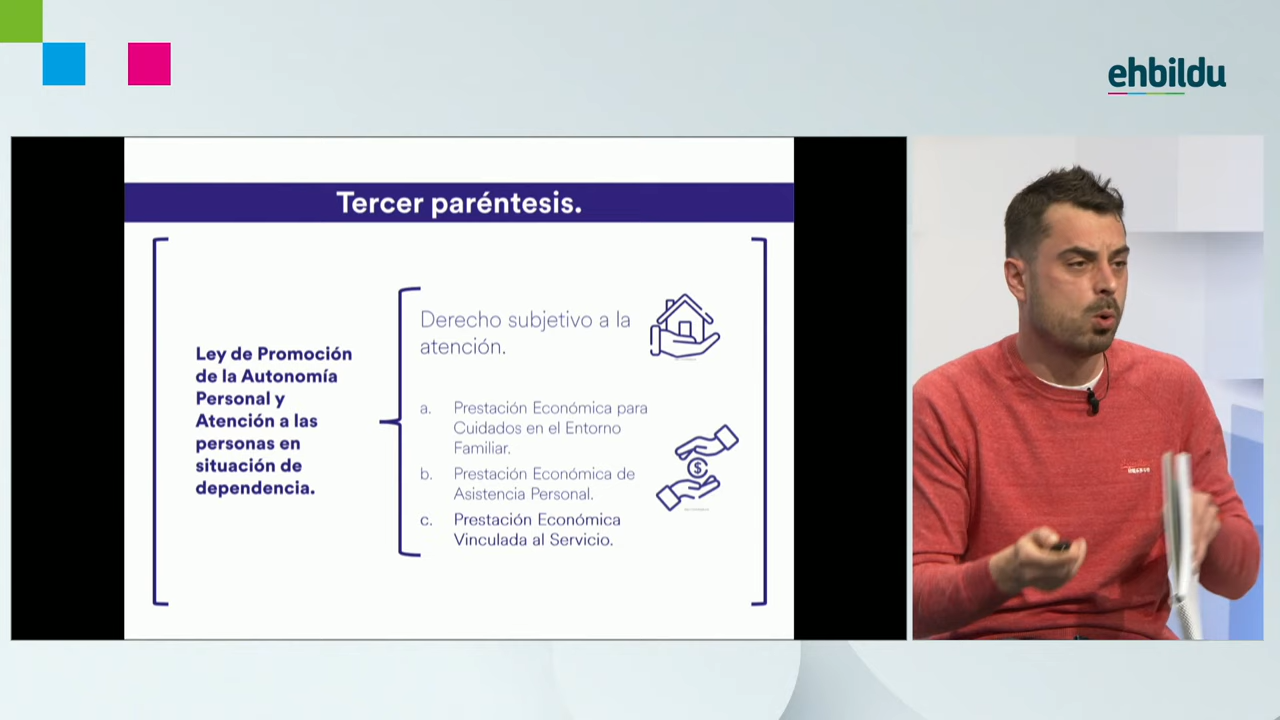 ehbildu
Tercer paréntesis.
Ley de Promoción
de la Autonomía
Personal y
Atención a las
personas en
situación de
dependencia.
Derecho subjetivo a la
atención.
a. Prestación Económica para
Cuidados en el Entorno
Familiar.
b. Prestación Económica de
Asistencia Personal.
c. Prestación Económica
Vinculada al Servicio.
$